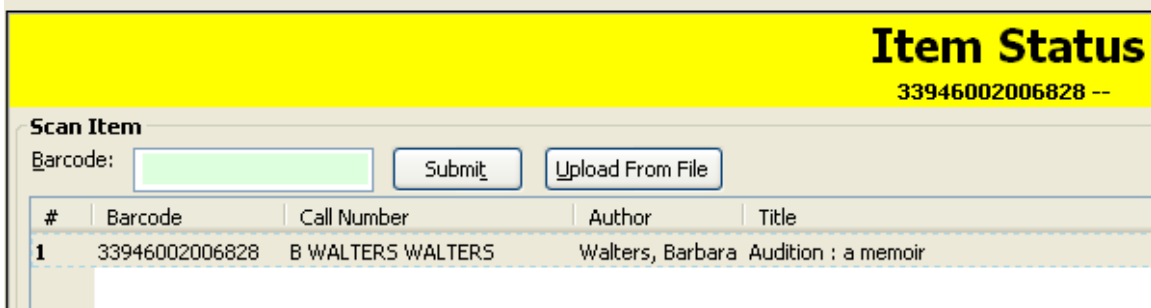 Item Status
33946002006828 --
Scan Item
Barcode: Submit Upload From File
# Barcode Call Number Author Title
1 33946002006828 B WALTERS WALTERS Walters, Barbara Audition : a memoir